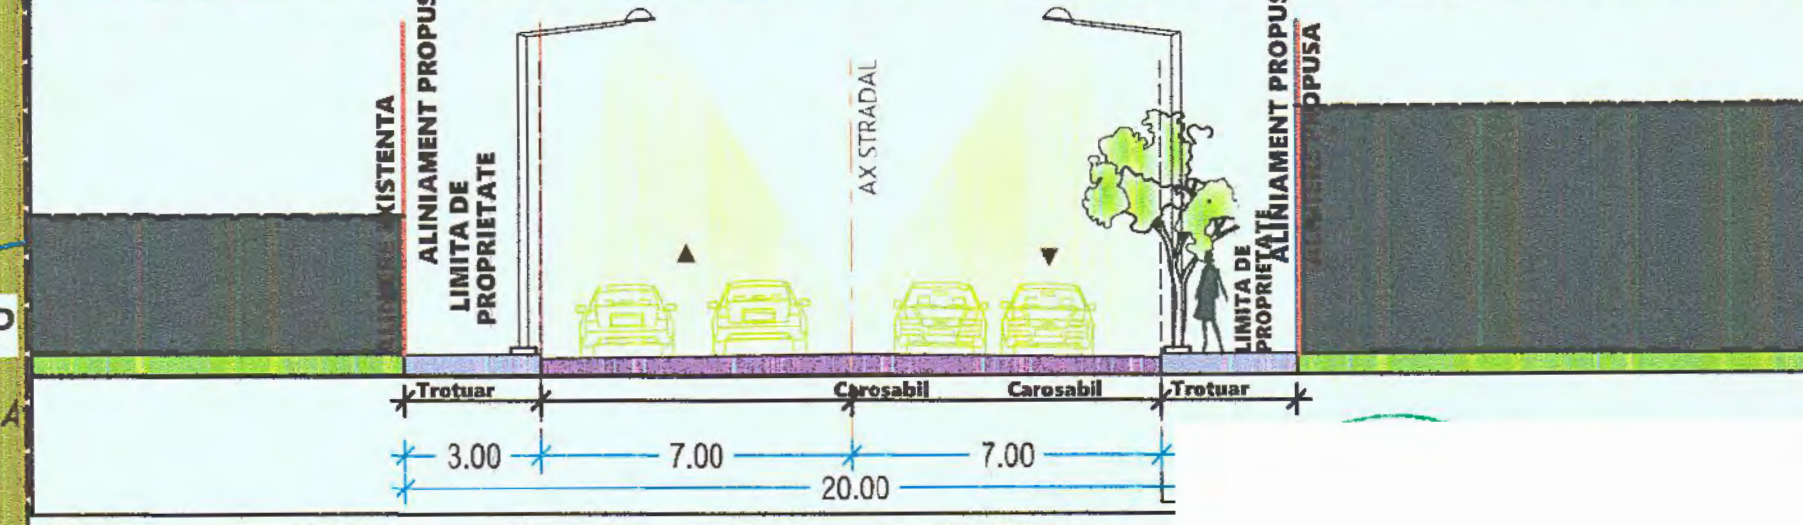 ALINIAMENT PROPUS
LIMITA DE
PROPRIETATE
AX STRADAL
LIMITA DE
PROPRIETATE
ALINIAMENT PROPUS
Trotuar
Carosabil
Carosabil
Trotuar
3.00
7.00
7.00
20.00